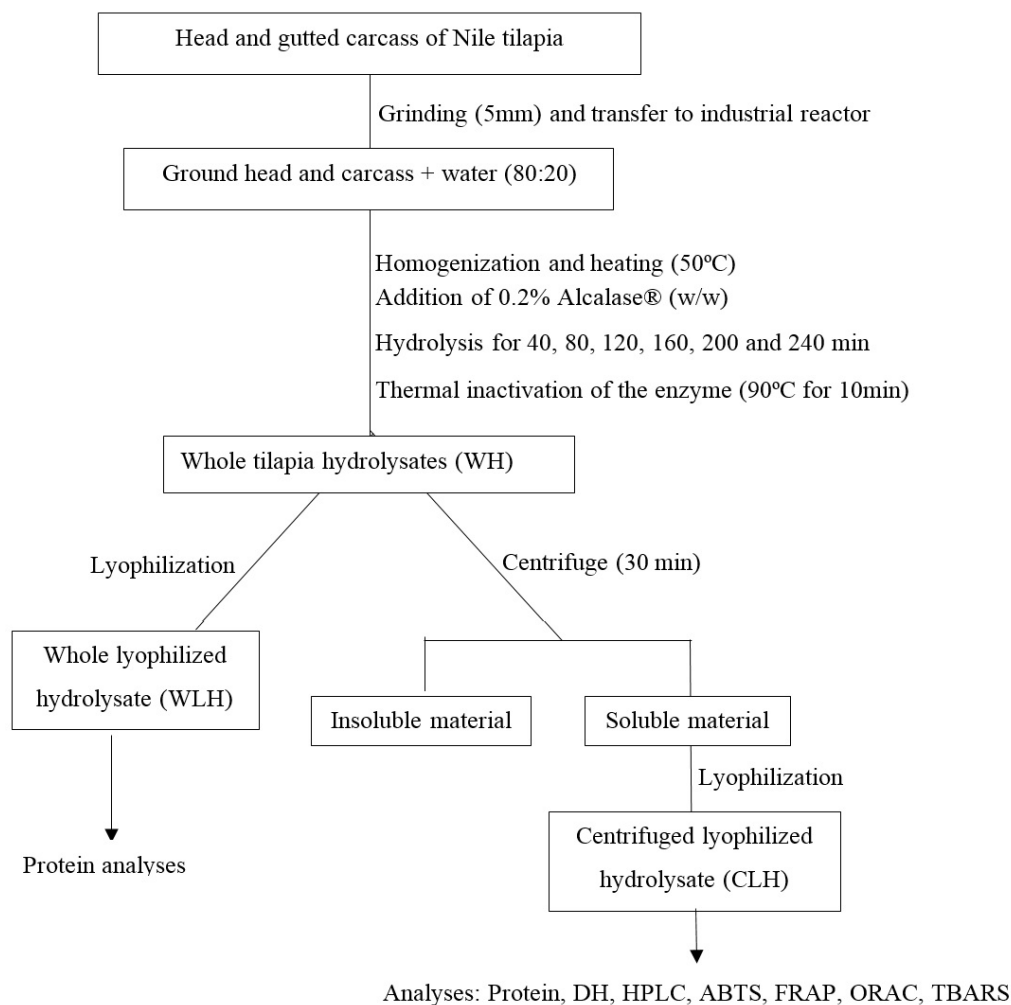 Head and gutted carcass of Nile tilapia
Grinding (5mm) and transfer to industrial reactor
Ground head and carcass + water (80:20)
Homogenization and heating (50ºC)
Addition of 0.2% Alcalase® (w/w)
Hydrolysis for 40, 80, 120, 160, 200 and 240 min
Thermal inactivation of the enzyme (90ºC for 10min)
Whole tilapia hydrolysates (WH)
Lyophilization
Centrifuge (30 min)
Whole lyophilized
hydrolysate (WLH)
Insoluble material
Soluble material
Lyophilization
Protein analyses
Centrifuged lyophilized
hydrolysate (CLH)
Analyses: Protein, DH, HPLC, ABTS, FRAP, ORAC, TBARS